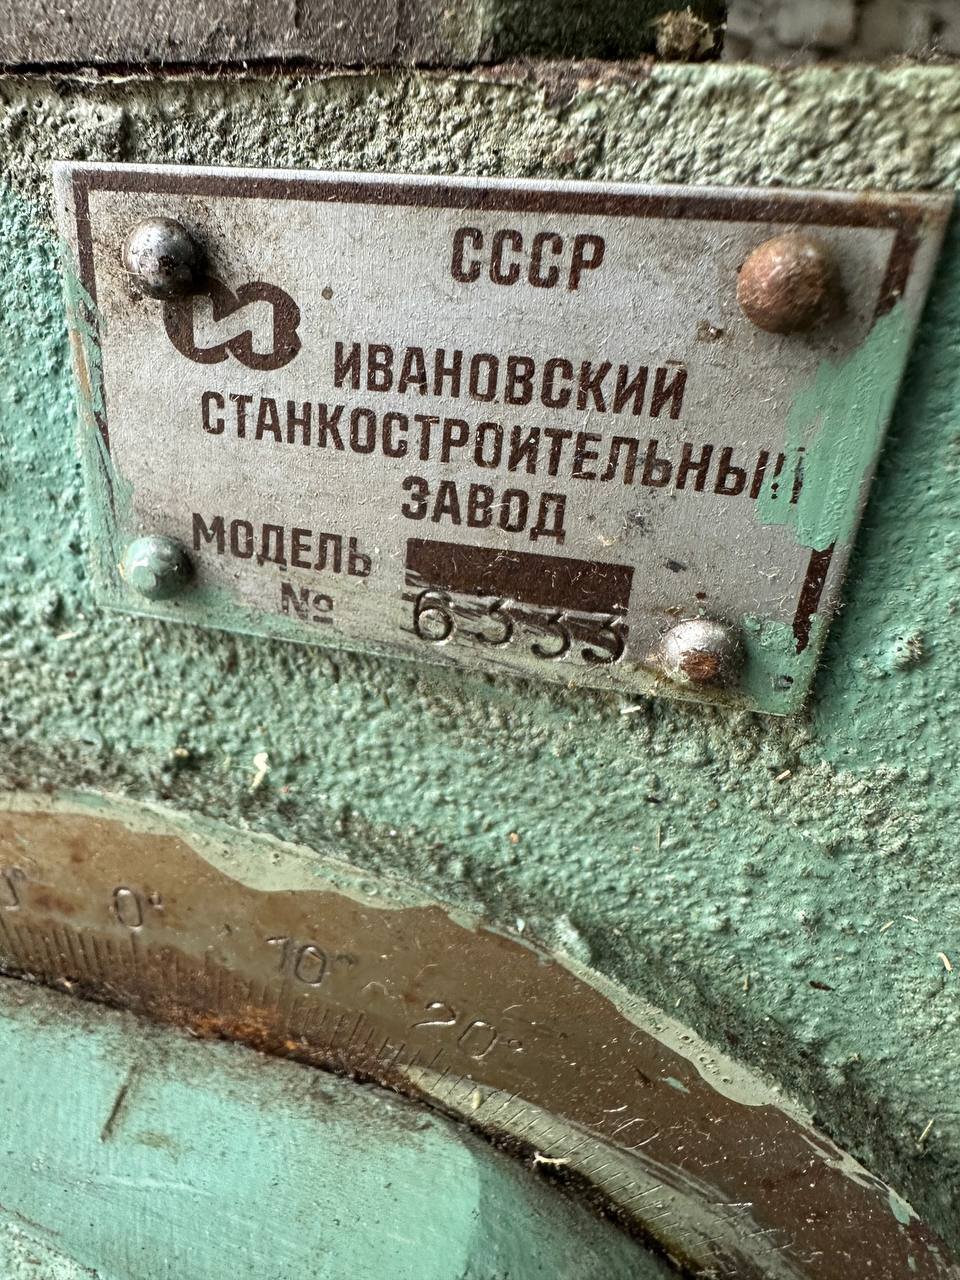 СССР
ИВАНОВСКИЙ
СТАНКОСТРОИТЕЛЬНЫЙ
ЗАВОД
МОДЕЛЬ
№ 6333
0°
10°
20°